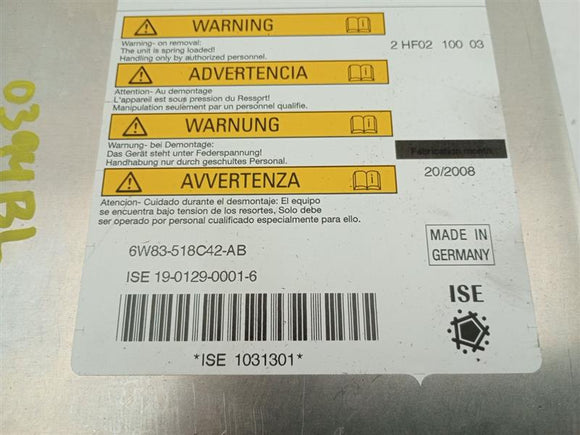 WARNING
Warning- on removal:
The unit is spring loaded!
Handling only by authorized personnel.
2 HF02 100 03
ADVERTENCIA
Attention- Au demontage
L'appareil est sous pression du Ressort!
Manipulation seulement par un personnel qualifie.
WARNUNG
Warnung- bei Demontage:
Das Gerät steht unter Federspannung!
Handhabung nur durch geschultes Personal.
Fabrication
20/2008
AVVERTENZA
Atencion- Cuidado durante el desmontaje: El equipo
se encuentra bajo tension de los resortes, Solo debe
ser operado por personal cualificado especialmente para ello.
6W83-518C42-AB
ISE 19-0129-0001-6
*ISE 1031301*
MADE IN
GERMANY
ISE